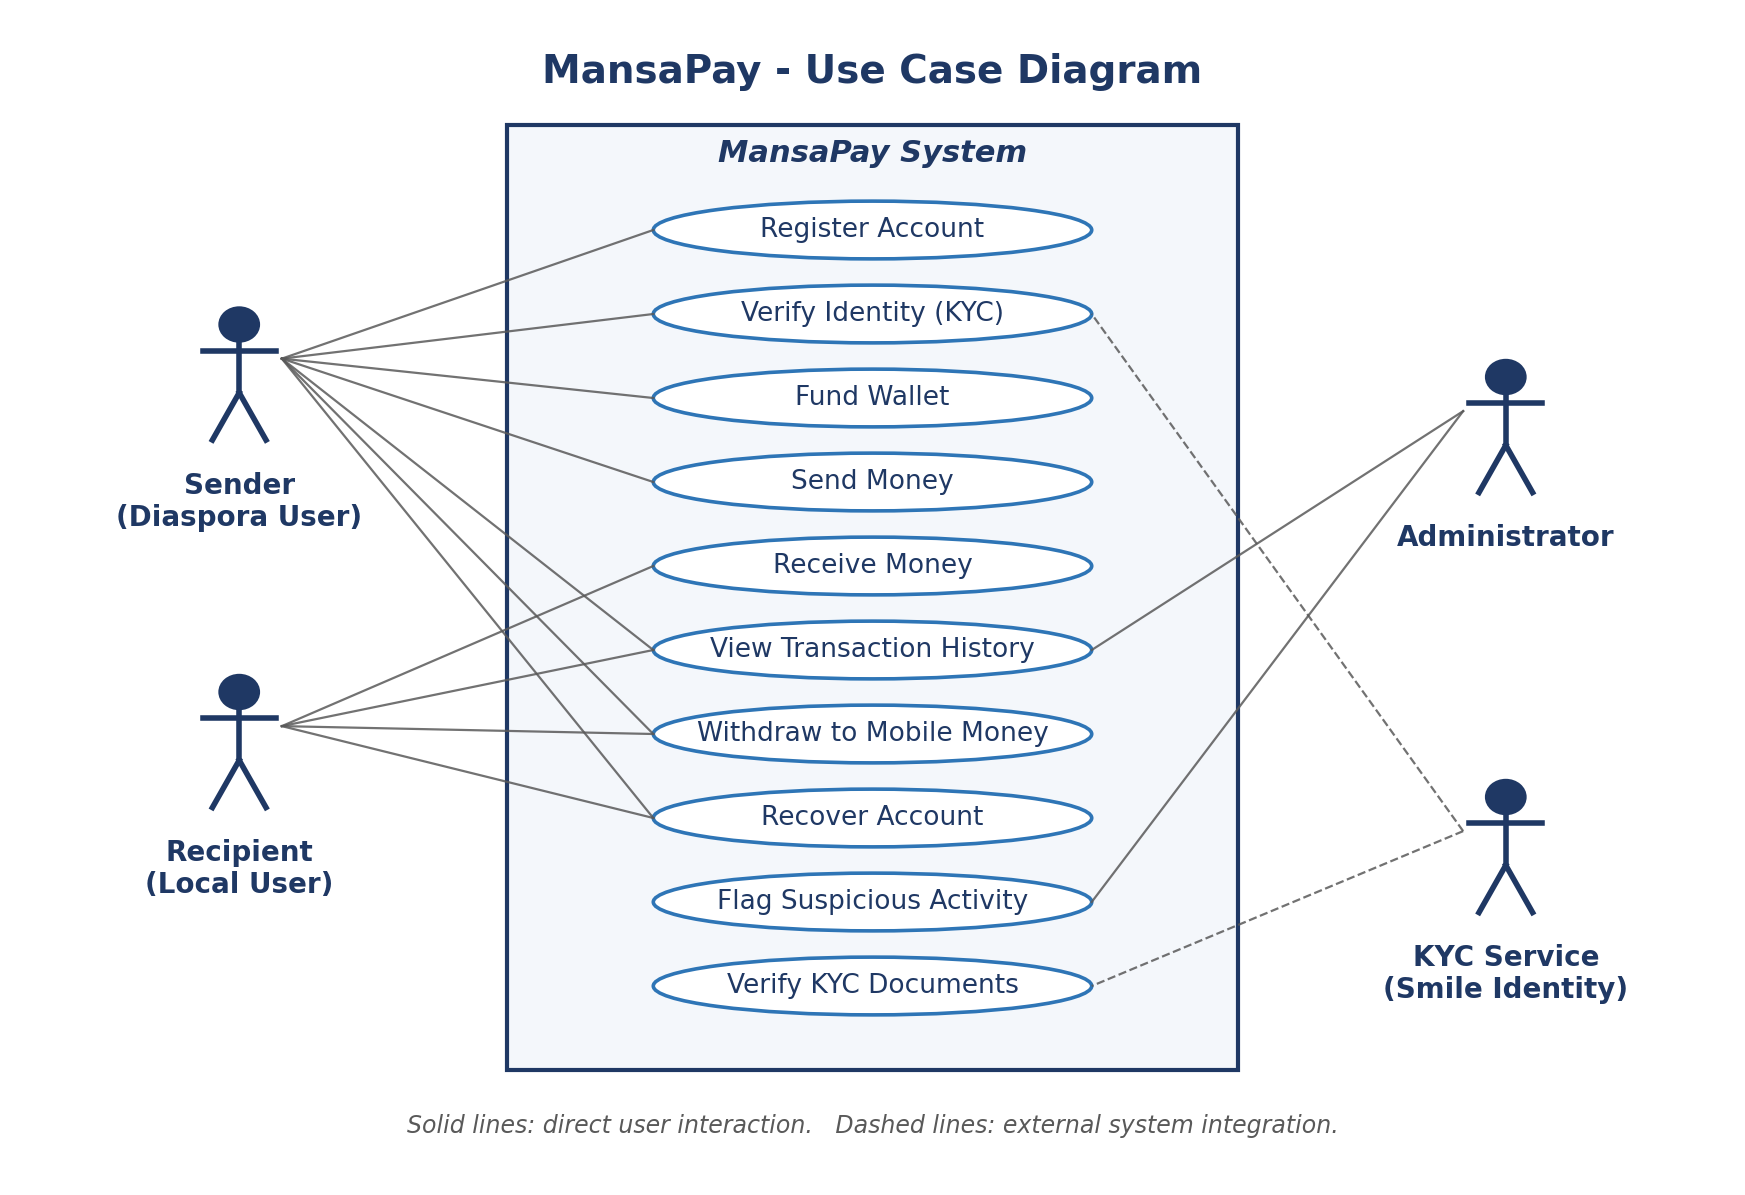 MansaPay - Use Case Diagram
MansaPay System
Register Account
Verify Identity (KYC)
Fund Wallet
Send Money
Receive Money
View Transaction History
Withdraw to Mobile Money
Recover Account
Flag Suspicious Activity
Verify KYC Documents
Sender
(Diaspora User)
Recipient
(Local User)
Administrator
KYC Service
(Smile Identity)
Solid lines: direct user interaction.   Dashed lines: external system integration.